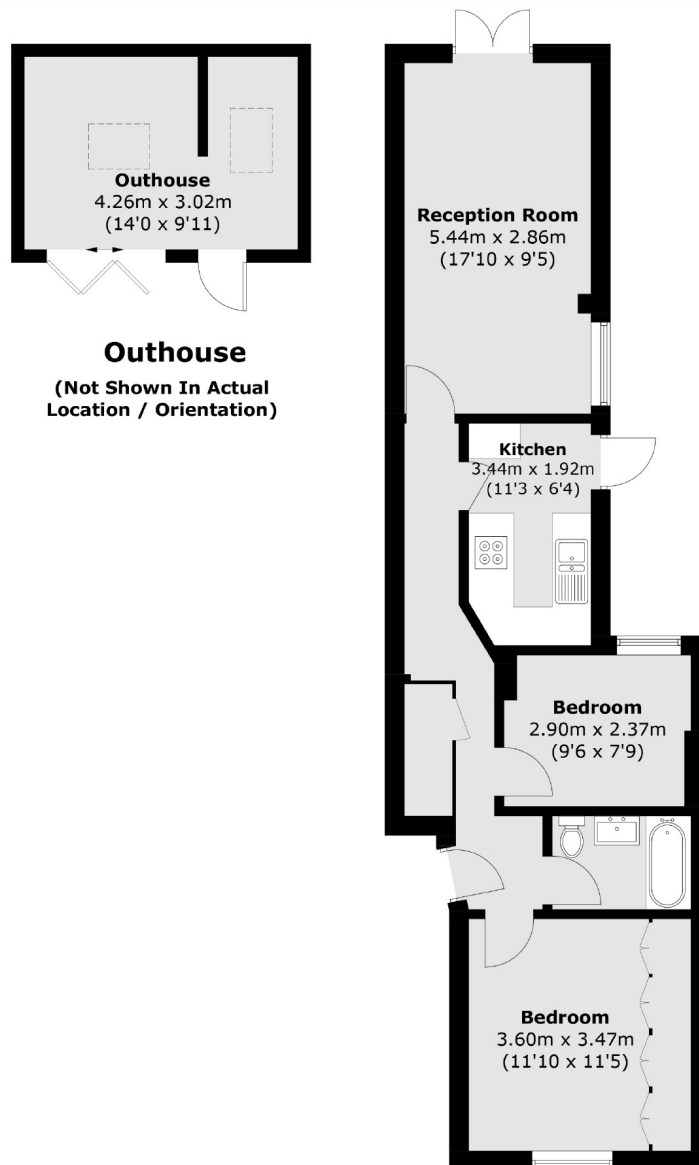 Outhouse
4.26m x 3.02m
(14'0 x 9'11)
Outhouse
(Not Shown In Actual
Location / Orientation)
Reception Room
5.44m x 2.86m
(17'10 x 9'5)
Kitchen
3.44m x 1.92m
(11'3 x 6'4)
Bedroom
2.90m x 2.37m
(9'6 x 7'9)
Bedroom
3.60m x 3.47m
(11'10 x 11'5)